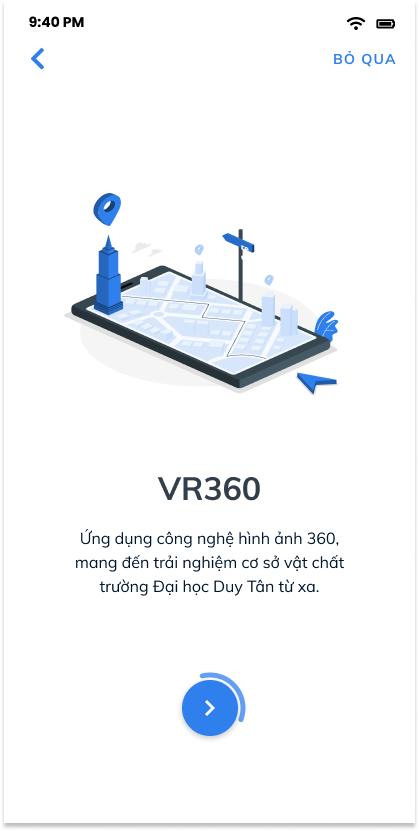 9:40 PM
BỎ QUA
VR360
Ứng dụng công nghệ hình ảnh 360,
mang đến trải nghiệm cơ sở vật chất
trường Đại học Duy Tân từ xa.